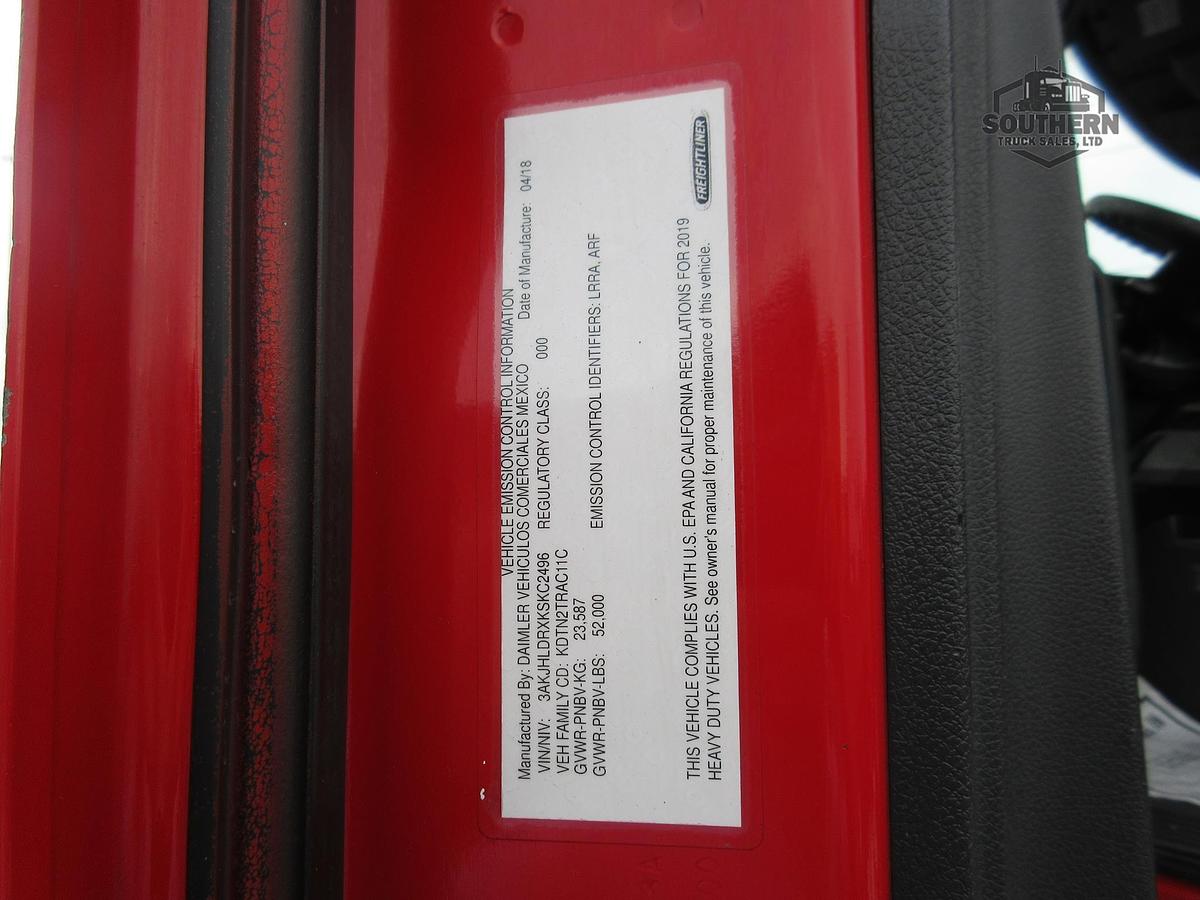 VEHICLE EMISSION CONTROL INFORMATION
Manufactured By: DAIMLER VEHICULOS COMERCIALES MEXICO Date of Manufacture: 04/18
VIN/NIV: 3AKJHLDRXKSKC2496 REGULATORY CLASS: 000
VEH FAMILY CD: KDTN2TRAC11C
GVWR-PNBV-KG: 23,587
GVWR-PNBV-LBS: 52,000 EMISSION CONTROL IDENTIFIERS: LRRA, ARF
THIS VEHICLE COMPLIES WITH U.S. EPA AND CALIFORNIA REGULATIONS FOR 2019
HEAVY DUTY VEHICLES. See owner's manual for proper maintenance of this vehicle.
FREIGHTLINER
SOUTHERN
TRUCK SALES, LTD